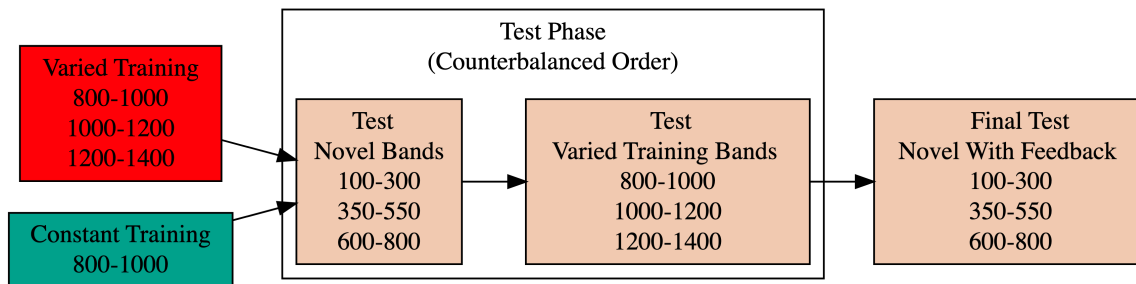 Varied Training
800-1000
1000-1200
1200-1400
Constant Training
800-1000
Test Phase
(Counterbalanced Order)
Test
Novel Bands
100-300
350-550
600-800
Test
Varied Training Bands
800-1000
1000-1200
1200-1400
Final Test
Novel With Feedback
100-300
350-550
600-800